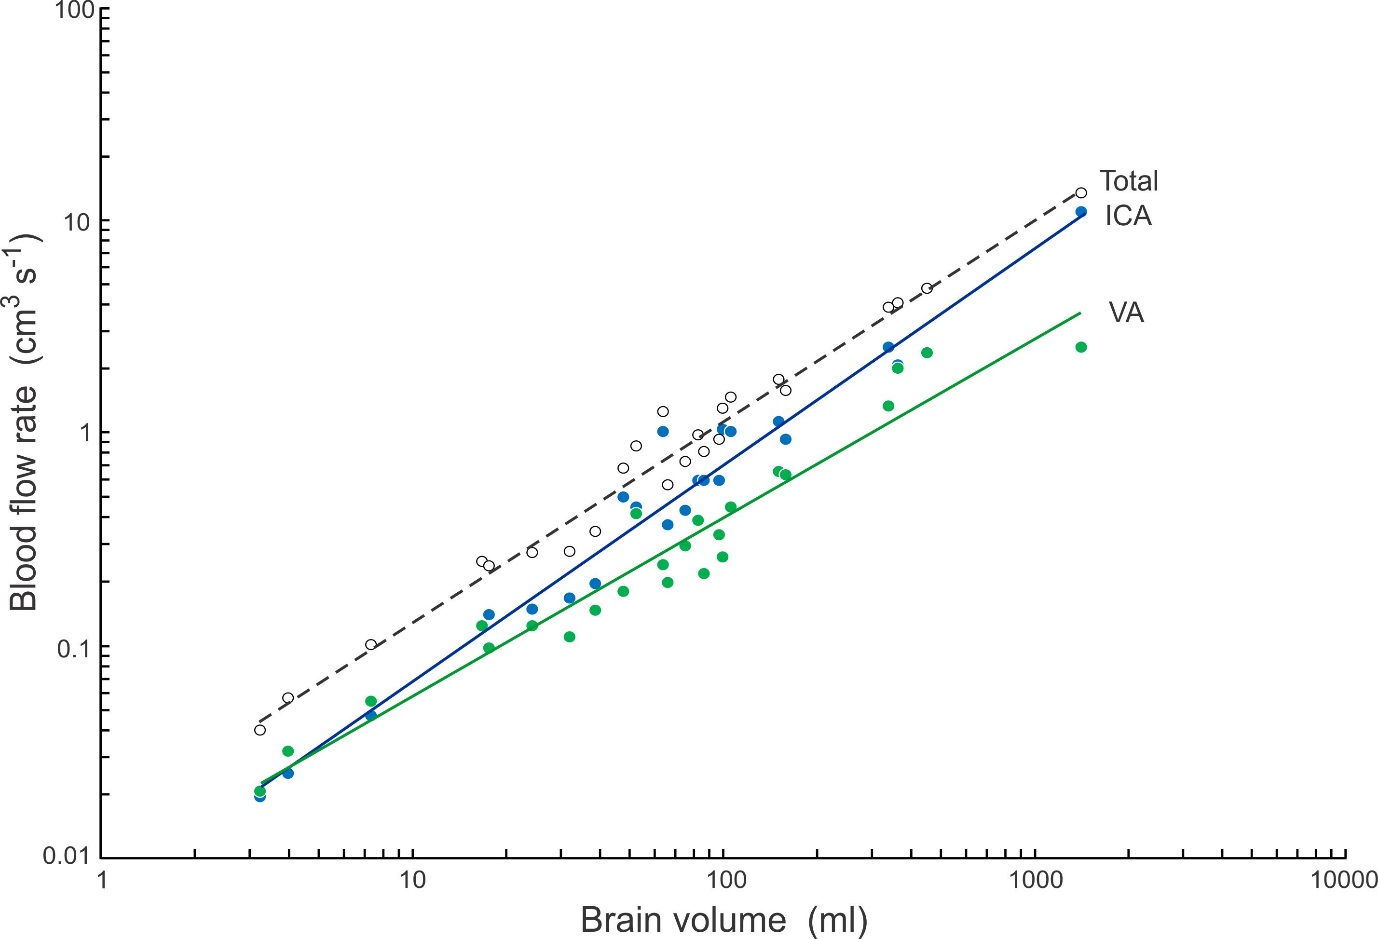 100
10
1
0.1
0.01
Blood flow rate (cm³ s⁻¹)
Total
ICA
VA
1 10 100 1000 10000
Brain volume (ml)